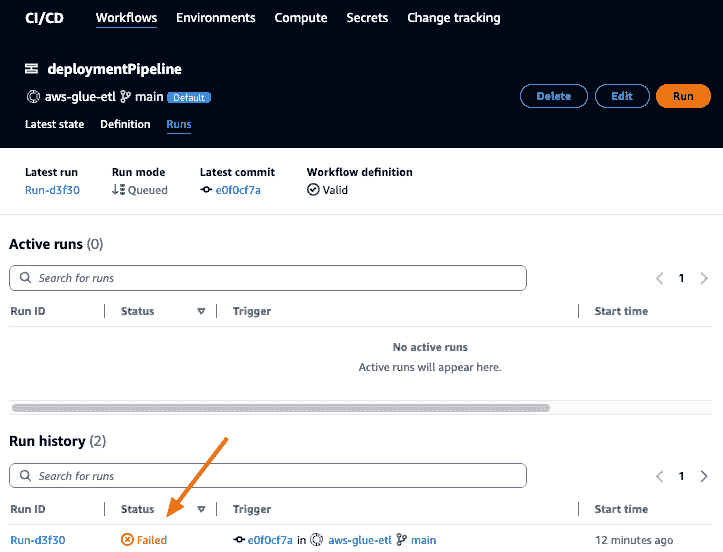 CI/CD Workflows Environments Compute Secrets Change tracking
deploymentPipeline
aws-glue-etl main Default
Delete Edit Run
Latest state Definition Runs
Latest run Run mode Latest commit Workflow definition
Run-d3f30 Queued e0f0cf7a Valid
Active runs (0)
Search for runs
1
Run ID Status Trigger Start time
No active runs
Active runs will appear here.
Run history (2)
Search for runs
1
Run ID Status Trigger Start time
Run-d3f30 Failed e0f0cf7a in aws-glue-etl main 12 minutes ago